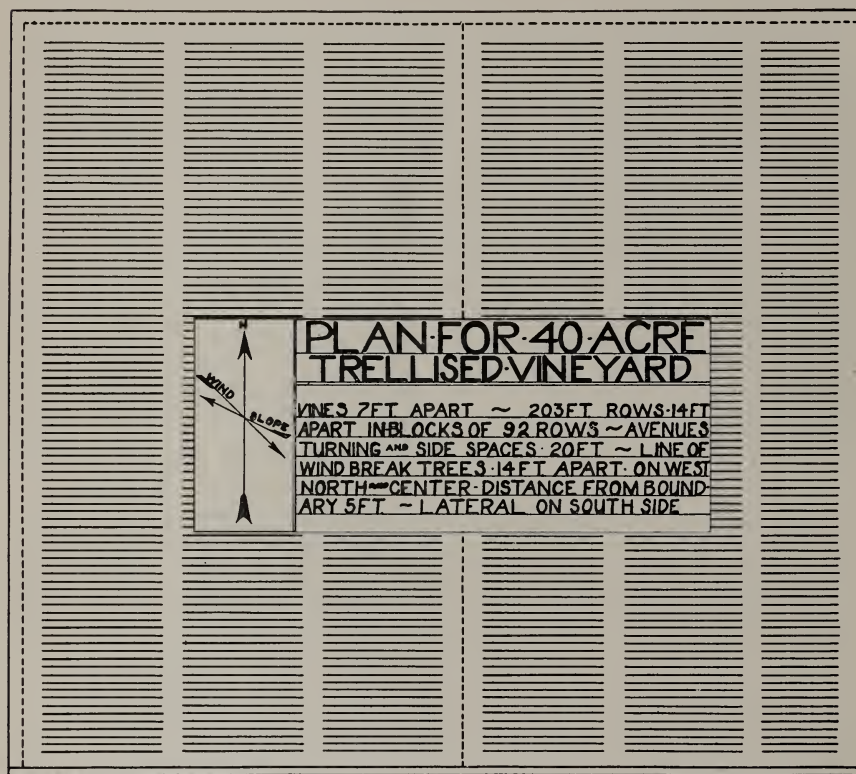 N
PLAN·FOR·40·ACRE
TRELLISED·VINEYARD
WIND
SLOPE
VINES 7FT APART ~ 203FT ROWS·14FT
APART IN·BLOCKS OF 92 ROWS ~ AVENUES
TURNING AND SIDE SPACES · 20FT ~ LINE OF
WIND BREAK TREES · 14FT APART · ON WEST
NORTH AND CENTER · DISTANCE FROM BOUND-
ARY 5FT ~ LATERAL ON SOUTH SIDE